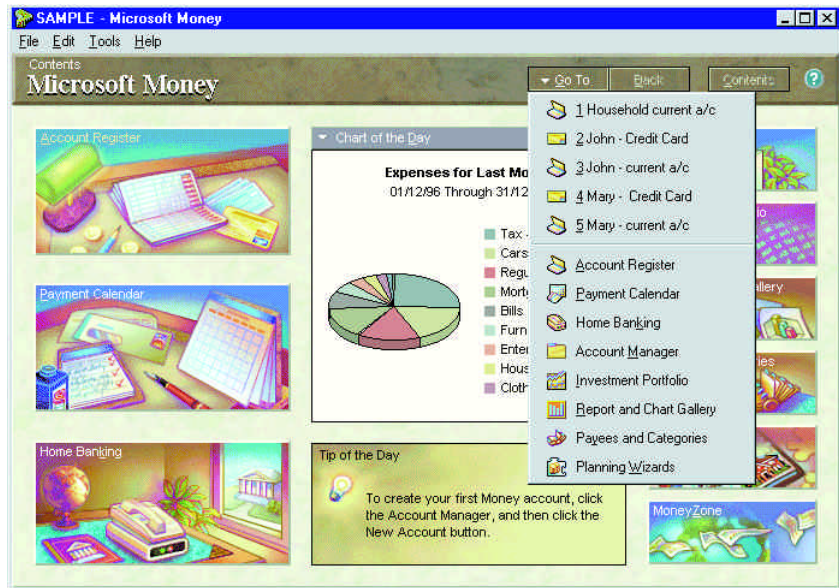 SAMPLE - Microsoft Money
File Edit Tools Help
Contents
Microsoft Money
Go To
Back
Contents
?
1 Household current a/c
2 John - Credit Card
3 John - current a/c
4 Mary - Credit Card
5 Mary - current a/c
Account Register
Payment Calendar
Home Banking
Account Manager
Investment Portfolio
Report and Chart Gallery
Payees and Categories
Planning Wizards
Account Register
Payment Calendar
Home Banking
Chart of the Day
Expenses for Last Mo
01/12/96 Through 31/12
Tax -
Cars
Regu
Mort
Bills
Furn
Enter
Hous
Cloth
Tip of the Day
To create your first Money account, click
the Account Manager, and then click the
New Account button.
io
allery
ies
MoneyZone